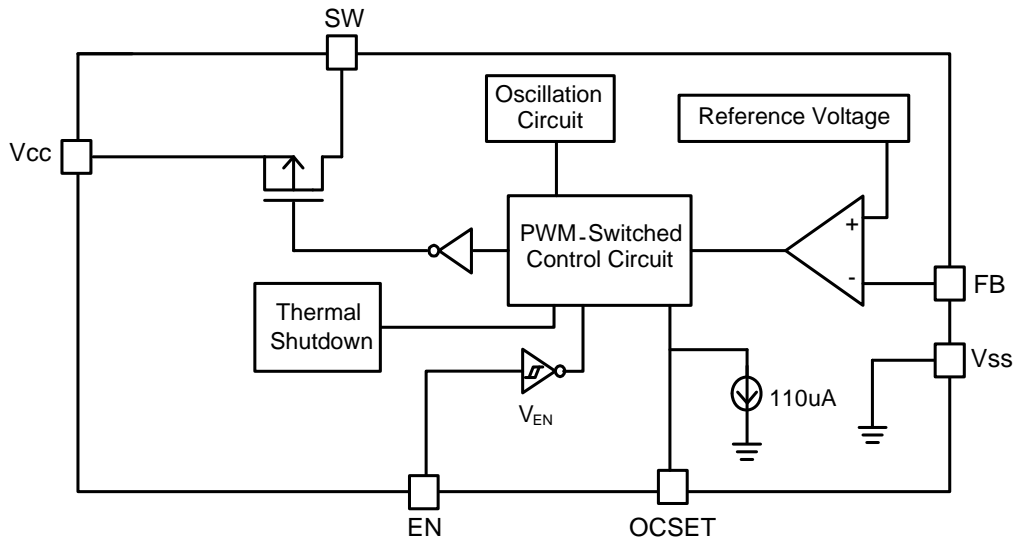 SW
Oscillation
Circuit
Reference Voltage
Vcc
PWM-Switched
Control Circuit
+
-
FB
Thermal
Shutdown
Vss
110uA
VEN
EN
OCSET